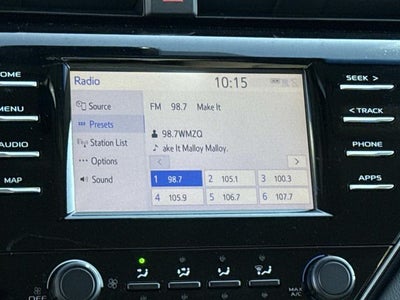 Radio 10:15
HOME
SEEK >
Source
FM 98.7 Make It
MENU
< TRACK
Presets
98.7WMZQ
AUDIO
Station List
ake It Malloy Malloy.
PHONE
Options
< >
MAP
Sound
1 98.7 2 105.1 3 100.3
APPS
4 105.9 5 106.7 6 107.7
OFF
MAX
A/C